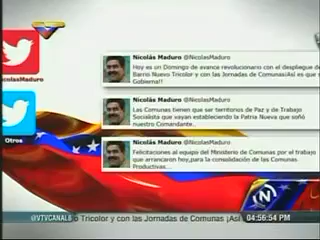 vtv
Nicolás Maduro @NicolasMaduro
Hoy es un Domingo de avance revolucionario con el despliegue de
Barrio Nuevo Tricolor y con las Jornadas de Comunas!Así es que s
Gobierna!!
NicolasMaduro
Nicolás Maduro @NicolasMaduro
Las Comunas tienen que ser territorios de Paz y de Trabajo
Socialista que vayan estableciendo la Patria Nueva que soñó
nuestro Comandante..
Otros
Nicolás Maduro @NicolasMaduro
Felicitaciones al equipo del Ministerio de Comunas por el trabajo
que arrancaron hoy,para la consolidación de las Comunas
Productivas...
@VTVCANAL8 o Tricolor y con las Jornadas de Comunas ¡Así 04:56:54 PM